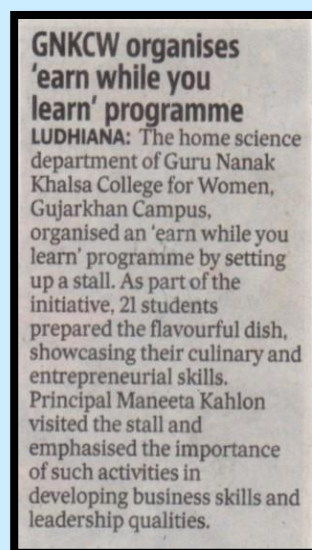 GNKCW organises
'earn while you
learn' programme
LUDHIANA: The home science
department of Guru Nanak
Khalsa College for Women,
Gujarkhan Campus,
organised an 'earn while you
learn' programme by setting
up a stall. As part of the
initiative, 21 students
prepared the flavourful dish,
showcasing their culinary and
entrepreneurial skills.
Principal Maneeta Kahlon
visited the stall and
emphasised the importance
of such activities in
developing business skills and
leadership qualities.